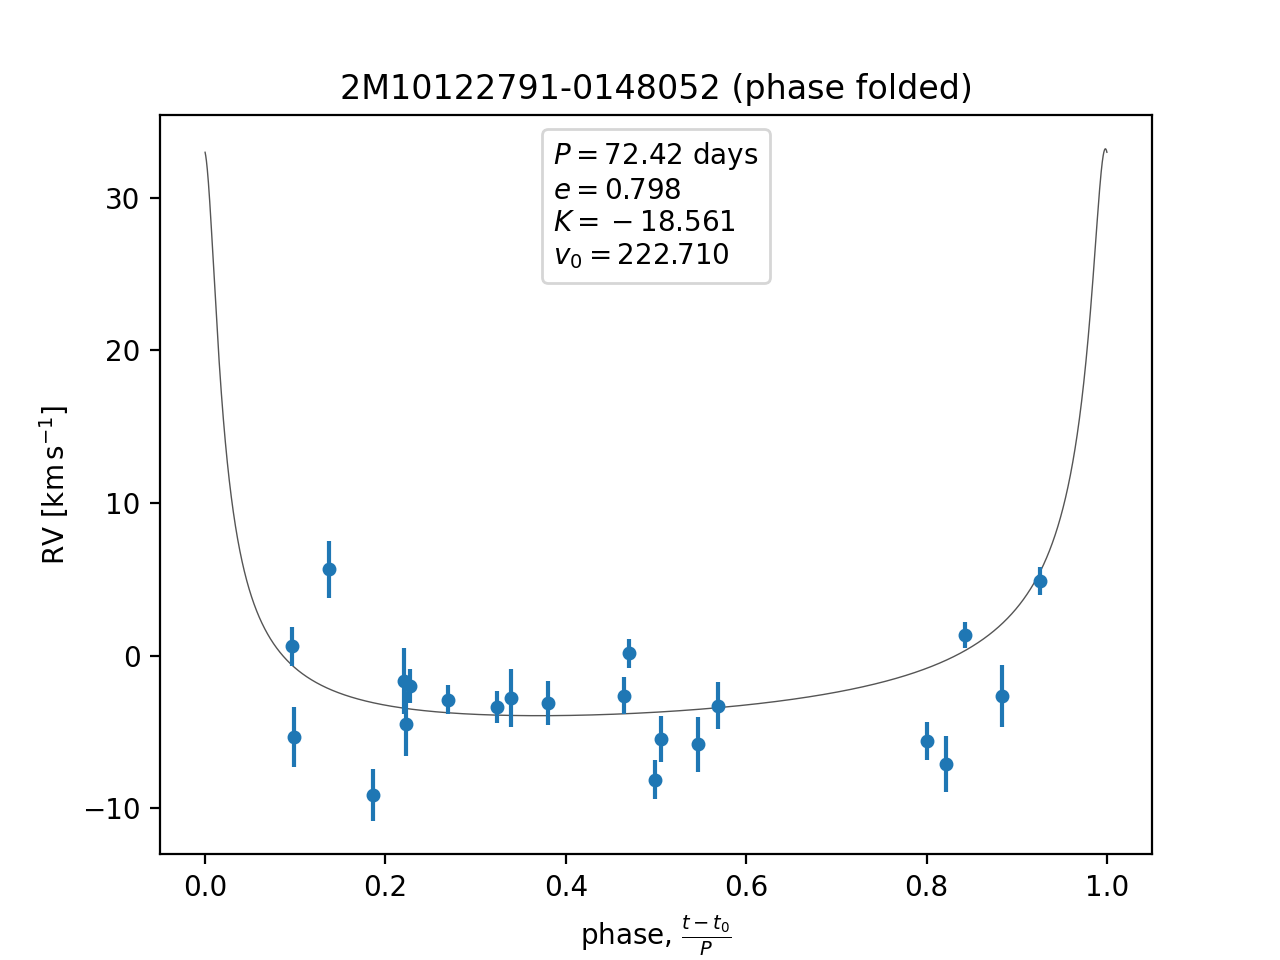 2M10122791-0148052 (phase folded)
P = 72.42 days
e = 0.798
K = −18.561
v₀ = 222.710
RV [km s⁻¹]
30
20
10
0
−10
0.0 0.2 0.4 0.6 0.8 1.0
phase, (t − t₀)/P